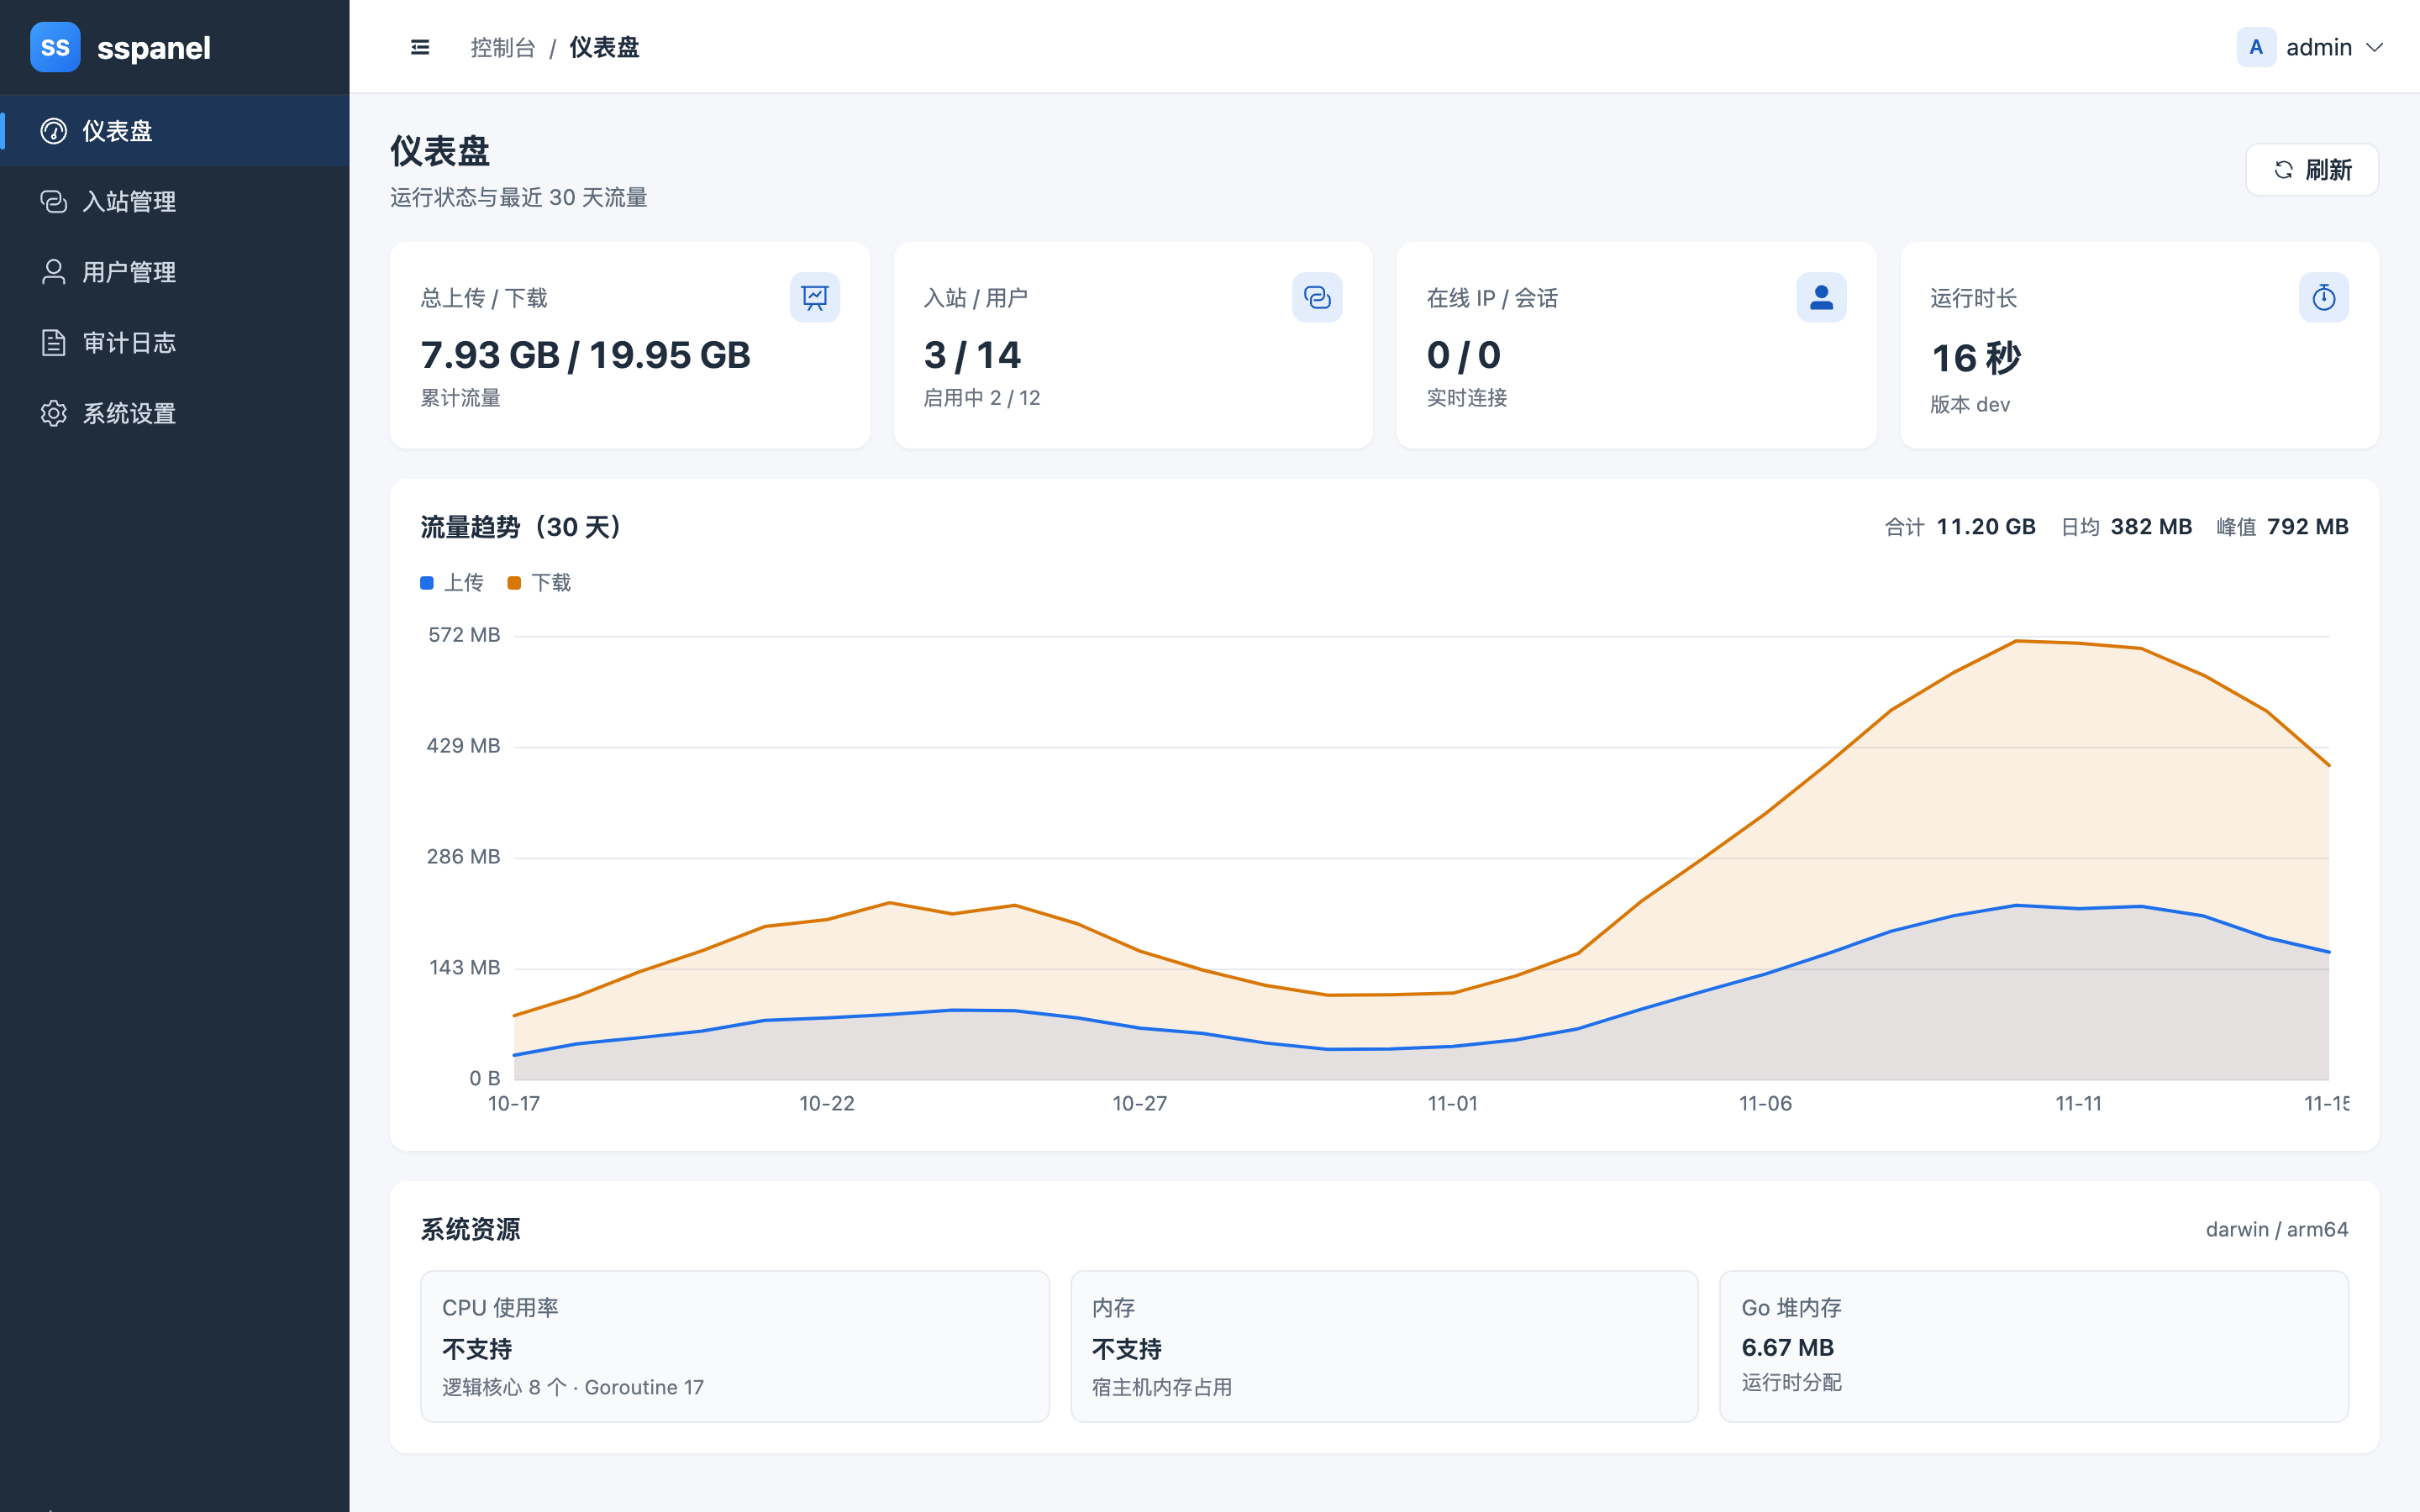 SS sspanel
控制台 / 仪表盘
A admin
仪表盘
入站管理
用户管理
审计日志
系统设置
仪表盘
运行状态与最近 30 天流量
刷新
总上传 / 下载
7.93 GB / 19.95 GB
累计流量
入站 / 用户
3 / 14
启用中 2 / 12
在线 IP / 会话
0 / 0
实时连接
运行时长
16 秒
版本 dev
流量趋势（30 天）
合计 11.20 GB 日均 382 MB 峰值 792 MB
上传 下载
572 MB
429 MB
286 MB
143 MB
0 B
10-17 10-22 10-27 11-01 11-06 11-11 11-15
系统资源
darwin / arm64
CPU 使用率
不支持
逻辑核心 8 个 · Goroutine 17
内存
不支持
宿主机内存占用
Go 堆内存
6.67 MB
运行时分配